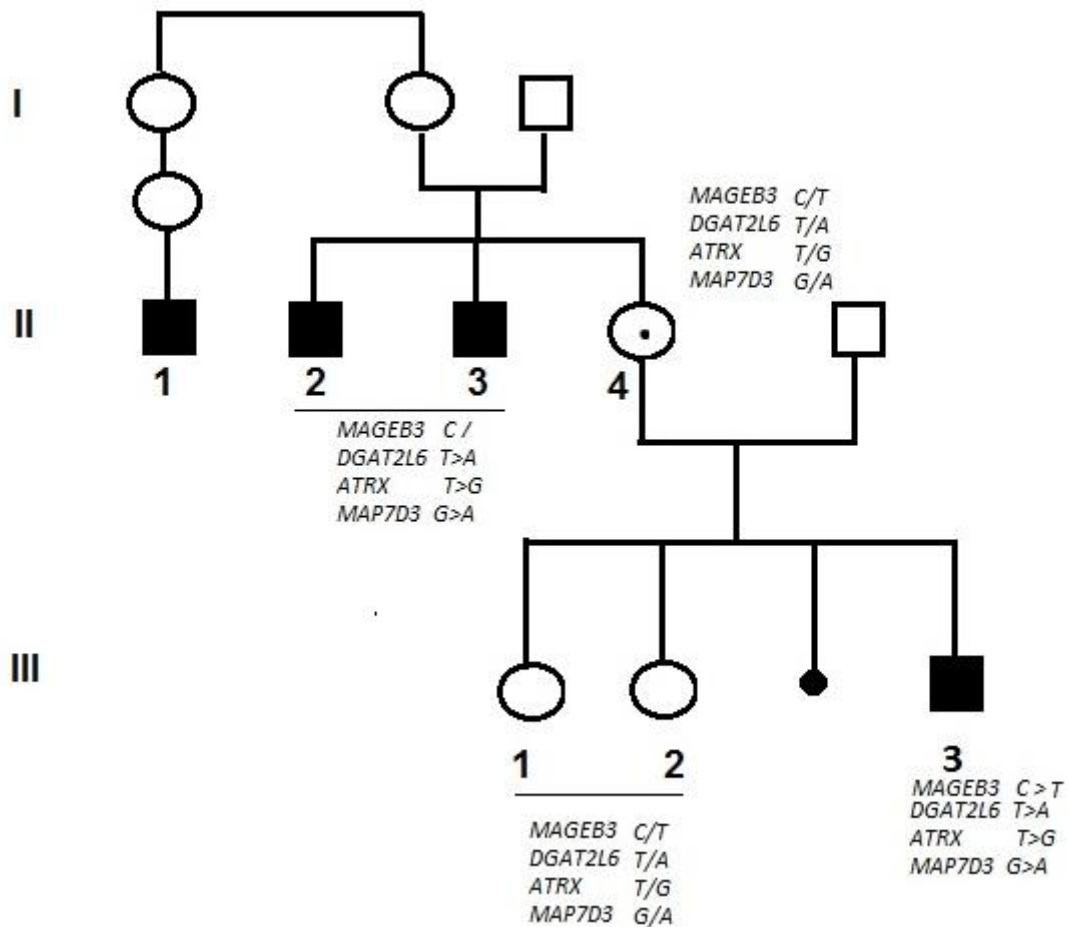 I
MAGEB3 C/T
DGAT2L6 T/A
ATRX T/G
MAP7D3 G/A
II
1
2
3
4
MAGEB3 C /
DGAT2L6 T>A
ATRX T>G
MAP7D3 G>A
III
1
2
3
MAGEB3 C > T
DGAT2L6 T>A
ATRX T>G
MAP7D3 G>A
MAGEB3 C/T
DGAT2L6 T/A
ATRX T/G
MAP7D3 G/A